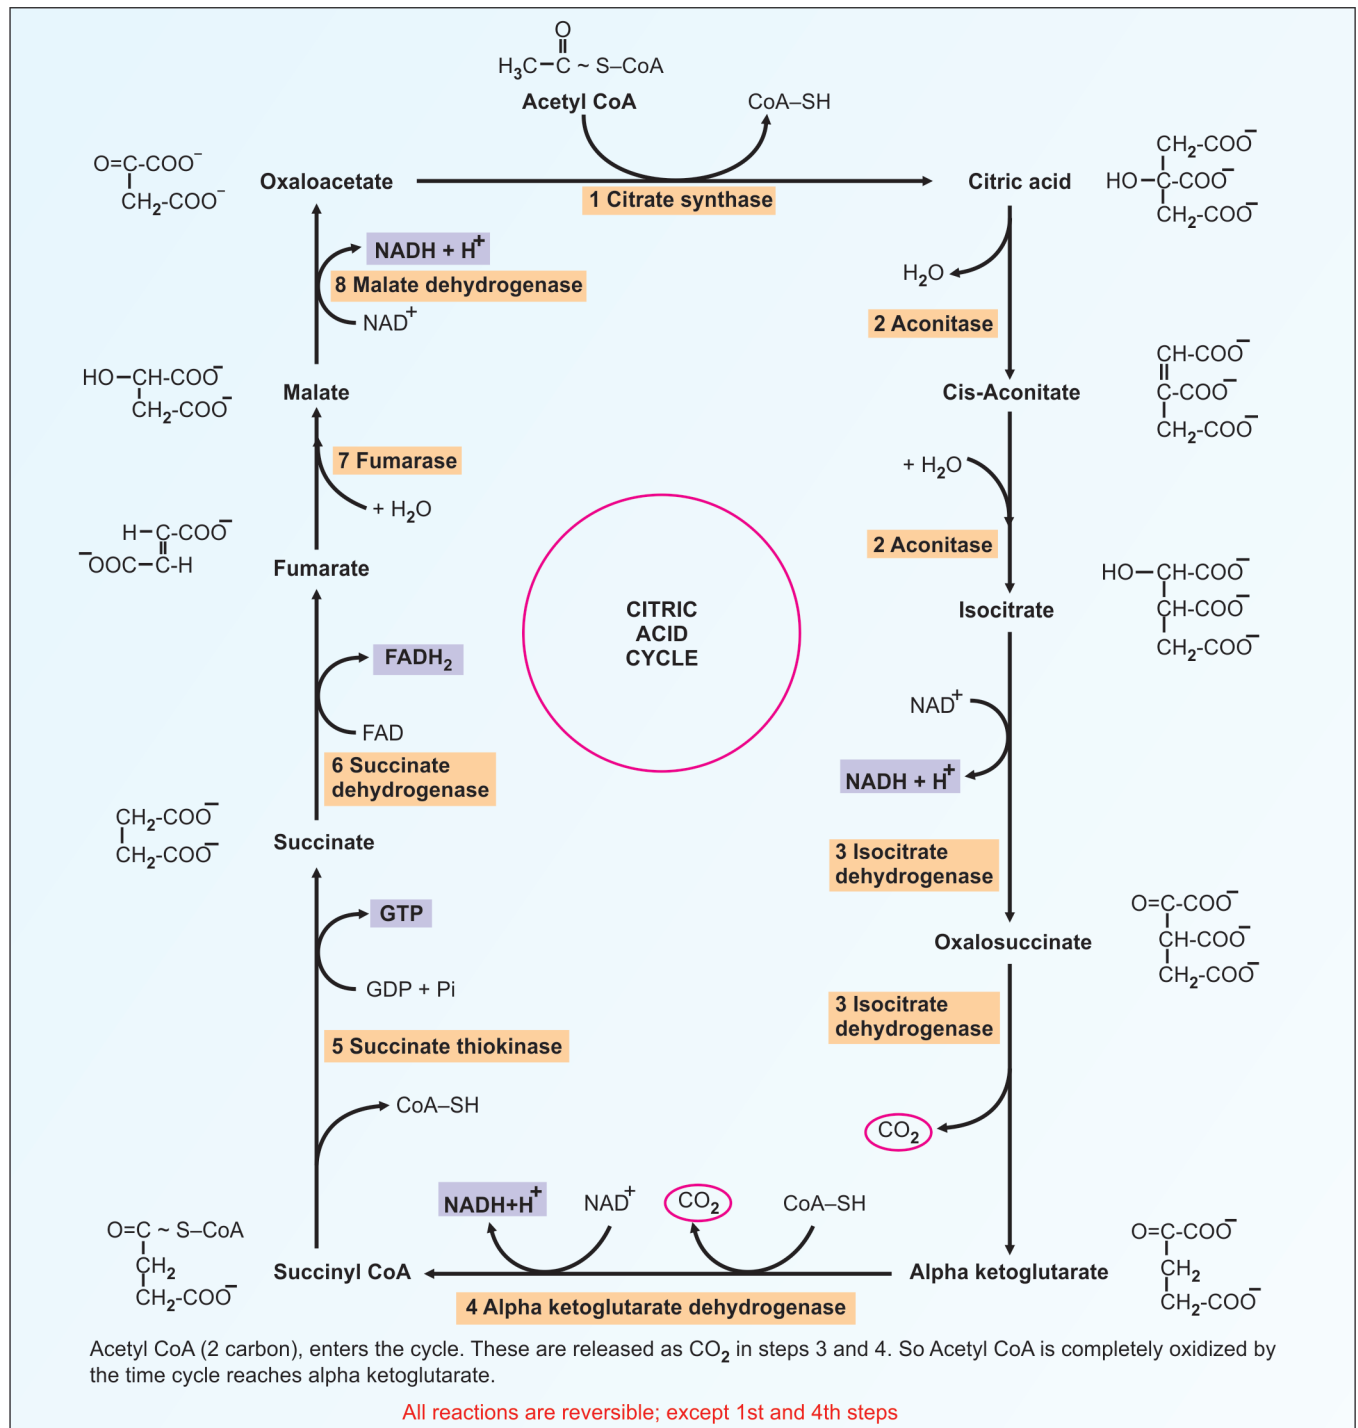 O
H3C–C ~ S–CoA
Acetyl CoA
CoA–SH
O=C-COO–
CH2-COO–
Oxaloacetate
1 Citrate synthase
Citric acid
CH2-COO–
HO–C-COO–
CH2-COO–
NADH + H+
8 Malate dehydrogenase
NAD+
H2O
2 Aconitase
HO–CH-COO–
CH2-COO–
Malate
Cis-Aconitate
CH-COO–
C-COO–
CH2-COO–
7 Fumarase
+ H2O
+ H2O
2 Aconitase
H–C-COO–
–OOC–C-H
Fumarate
CITRIC
ACID
CYCLE
Isocitrate
HO–CH-COO–
CH-COO–
CH2-COO–
FADH2
FAD
6 Succinate
dehydrogenase
NAD+
NADH + H+
3 Isocitrate
dehydrogenase
CH2-COO–
CH2-COO–
Succinate
GTP
GDP + Pi
5 Succinate thiokinase
CoA–SH
Oxalosuccinate
O=C-COO–
CH-COO–
CH2-COO–
3 Isocitrate
dehydrogenase
CO2
NADH+H+
NAD+
CO2
CoA–SH
O=C ~ S–CoA
CH2
CH2-COO–
Succinyl CoA
4 Alpha ketoglutarate dehydrogenase
Alpha ketoglutarate
O=C-COO–
CH2
CH2-COO–
Acetyl CoA (2 carbon), enters the cycle. These are released as CO2 in steps 3 and 4. So Acetyl CoA is completely oxidized by
the time cycle reaches alpha ketoglutarate.
All reactions are reversible; except 1st and 4th steps